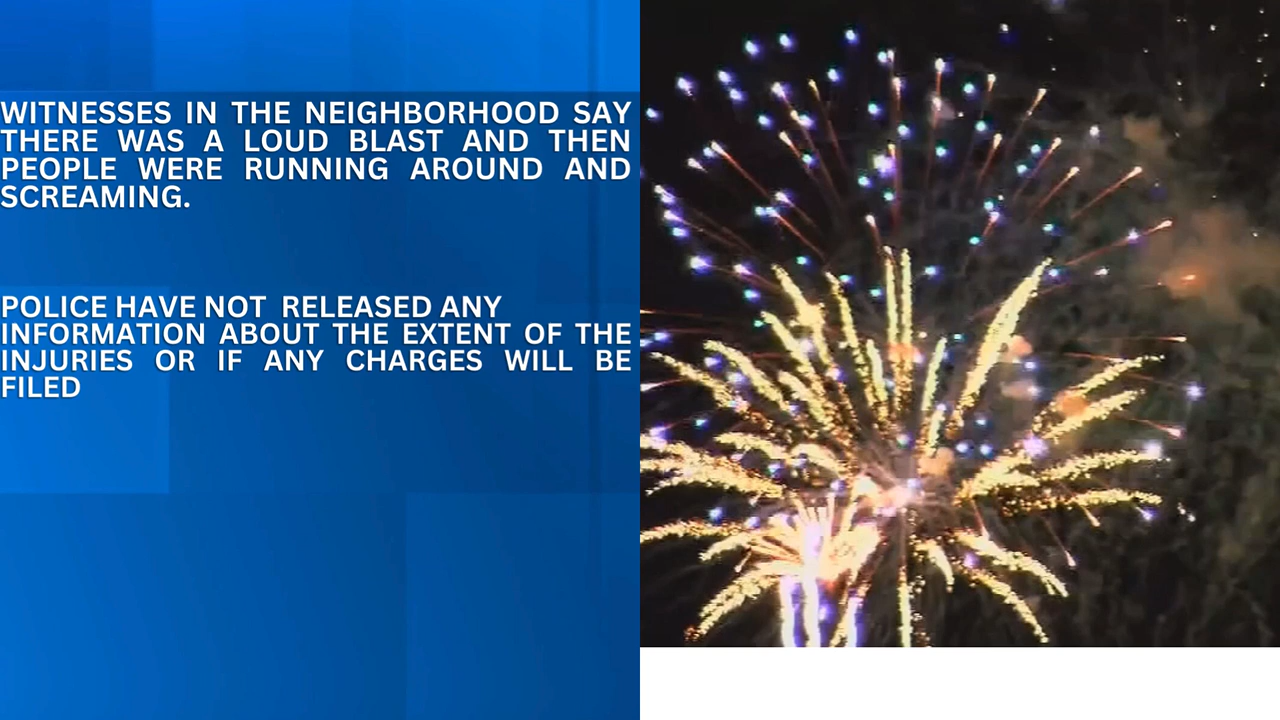 WITNESSES IN THE NEIGHBORHOOD SAY
THERE WAS A LOUD BLAST AND THEN
PEOPLE WERE RUNNING AROUND AND
SCREAMING.
POLICE HAVE NOT RELEASED ANY
INFORMATION ABOUT THE EXTENT OF THE
INJURIES OR IF ANY CHARGES WILL BE
FILED